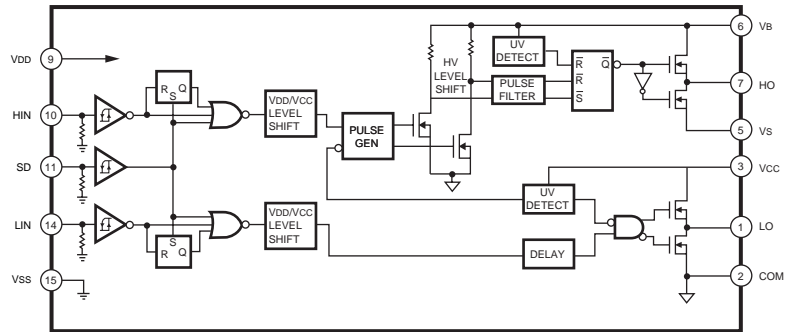 VDD 9
HIN 10
SD 11
LIN 14
VSS 15
R Q
S
S
R Q
VDD/VCC
LEVEL
SHIFT
VDD/VCC
LEVEL
SHIFT
PULSE
GEN
HV
LEVEL
SHIFT
UV
DETECT
PULSE
FILTER
R̅ Q̅
R̅
S̅
UV
DETECT
DELAY
6 VB
7 HO
5 VS
3 VCC
1 LO
2 COM